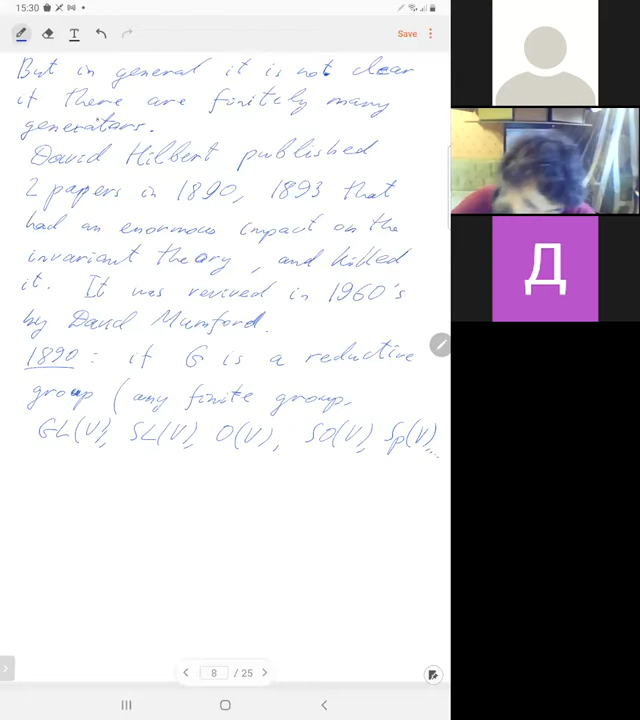 15:30
T Save
But in general it is not clear
if there are finitely many
generators.
David Hilbert published
2 papers in 1890, 1893 that
had an enormous impact on the
invariant theory, and killed
it. It was revived in 1960's
by David Mumford.
1890: if G is a reductive
group (any finite group,
GL(V), SL(V), O(V), SO(V), Sp(V),...
8 / 25
Д